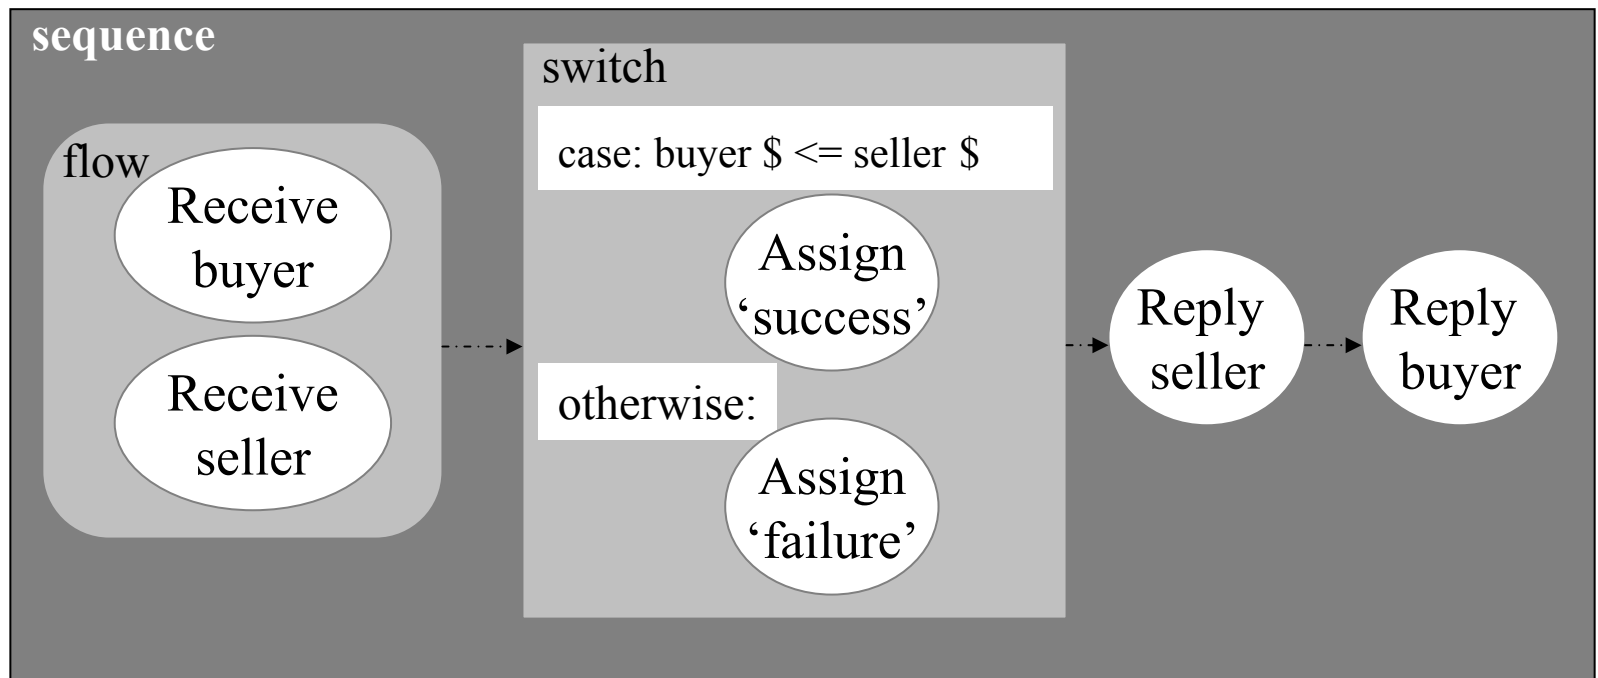 sequence
flow
Receive
buyer
Receive
seller
switch
case: buyer $ <= seller $
Assign
‘success’
otherwise:
Assign
‘failure’
Reply
seller
Reply
buyer